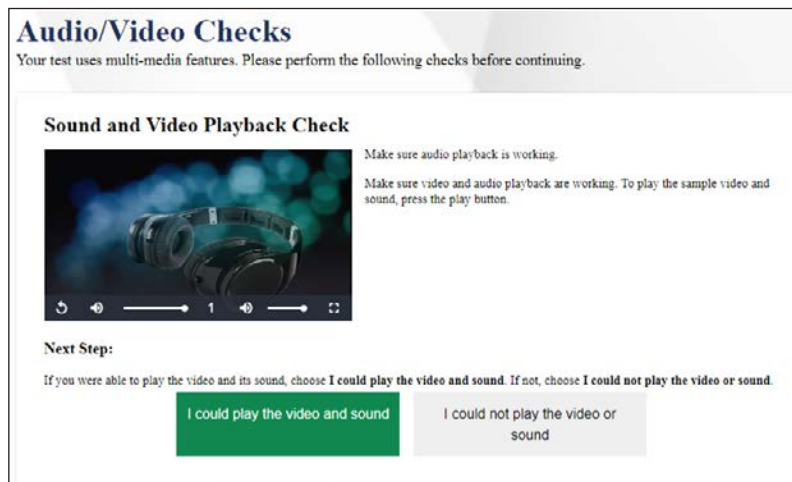 Audio/Video Checks
Your test uses multi-media features. Please perform the following checks before continuing.
Sound and Video Playback Check
Make sure audio playback is working.
Make sure video and audio playback are working. To play the sample video and
sound, press the play button.
1
Next Step:
If you were able to play the video and its sound, choose I could play the video and sound. If not, choose I could not play the video or sound.
I could play the video and sound
I could not play the video or
sound